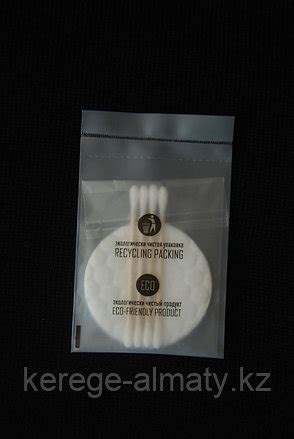 экологически чистая упаковка
RECYCLING PACKING
ECO
экологически чистый продукт
ECO-FRIENDLY PRODUCT
kerege-almaty.kz